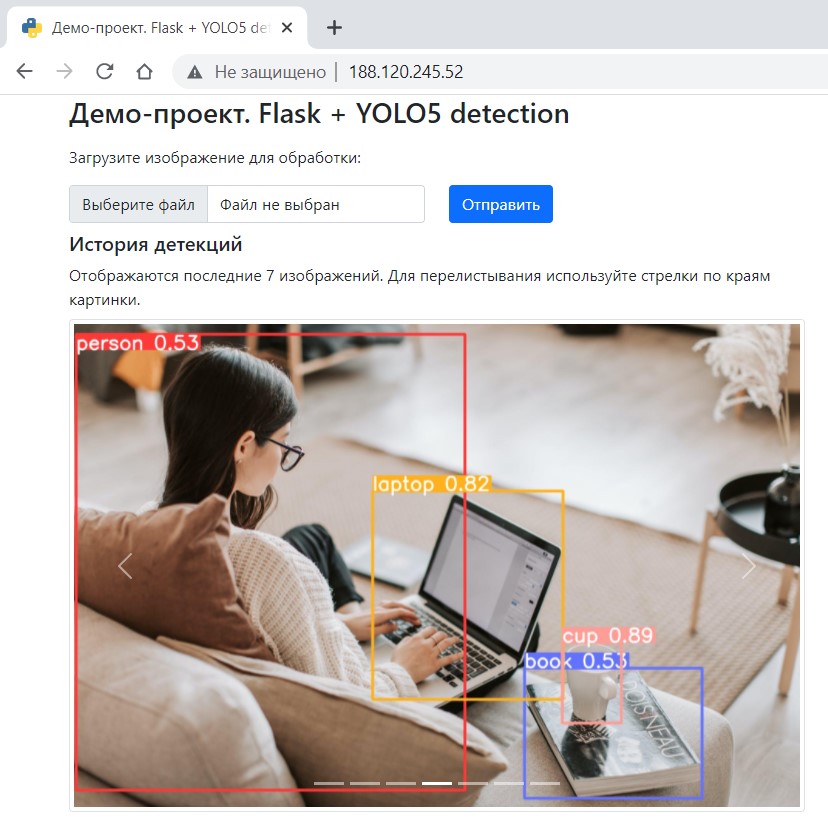 Демо-проект. Flask + YOLO5 det
Не защищено | 188.120.245.52
Демо-проект. Flask + YOLO5 detection
Загрузите изображение для обработки:
Выберите файл Файл не выбран Отправить
История детекций
Отображаются последние 7 изображений. Для перелистывания используйте стрелки по краям
картинки.
person 0.53
laptop 0.82
cup 0.89
book 0.53